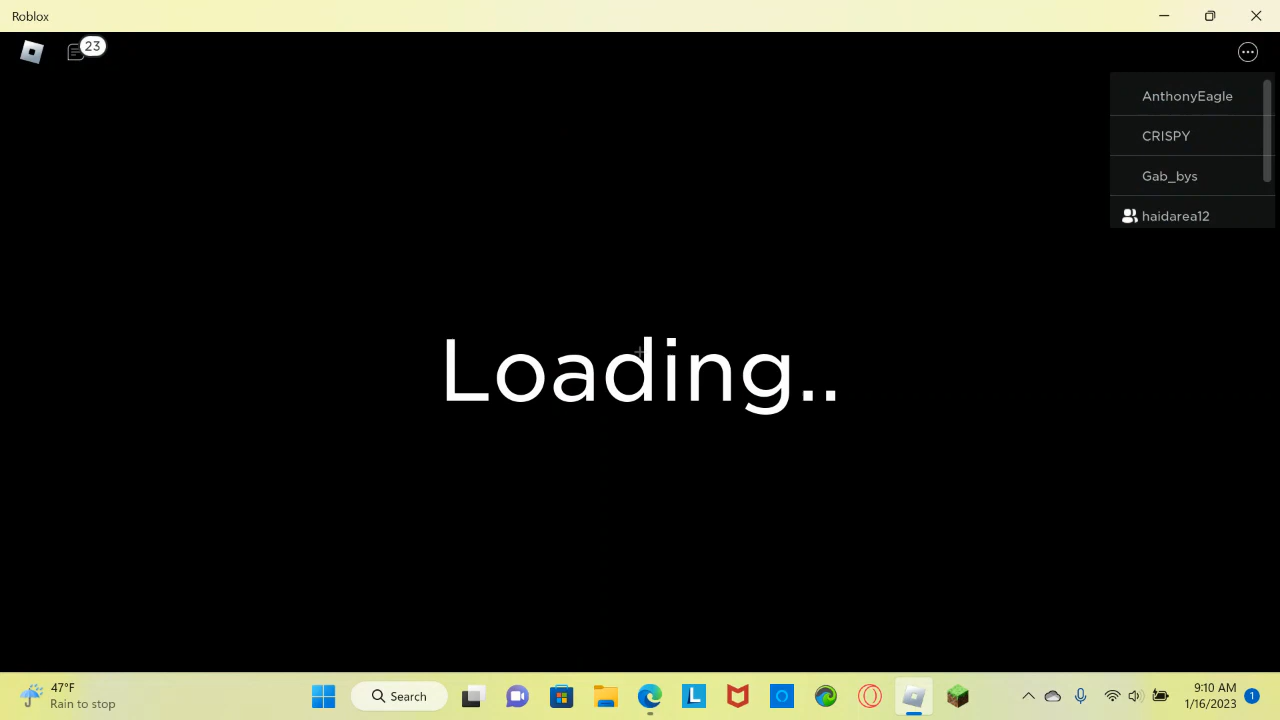 Roblox
23
AnthonyEagle
CRISPY
Gab_bys
haidarea12
Loading..
47°F
Rain to stop
Search
L
9:10 AM
1/16/2023
1